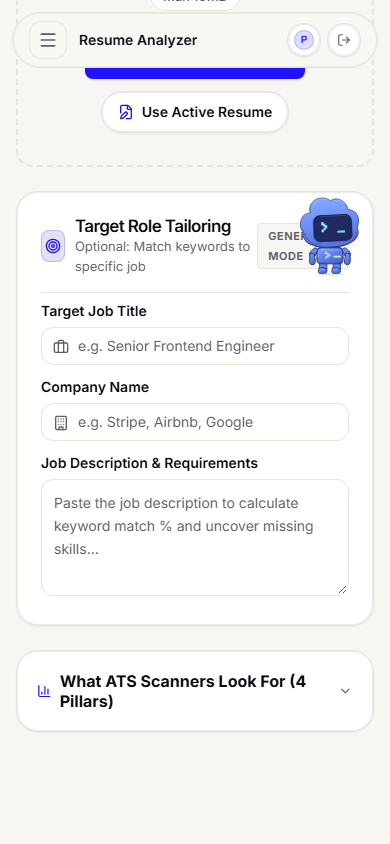 Resume Analyzer
P
Use Active Resume
Target Role Tailoring
Optional: Match keywords to
specific job
MODE
Target Job Title
e.g. Senior Frontend Engineer
Company Name
e.g. Stripe, Airbnb, Google
Job Description & Requirements
Paste the job description to calculate
keyword match % and uncover missing
skills...
What ATS Scanners Look For (4
Pillars)